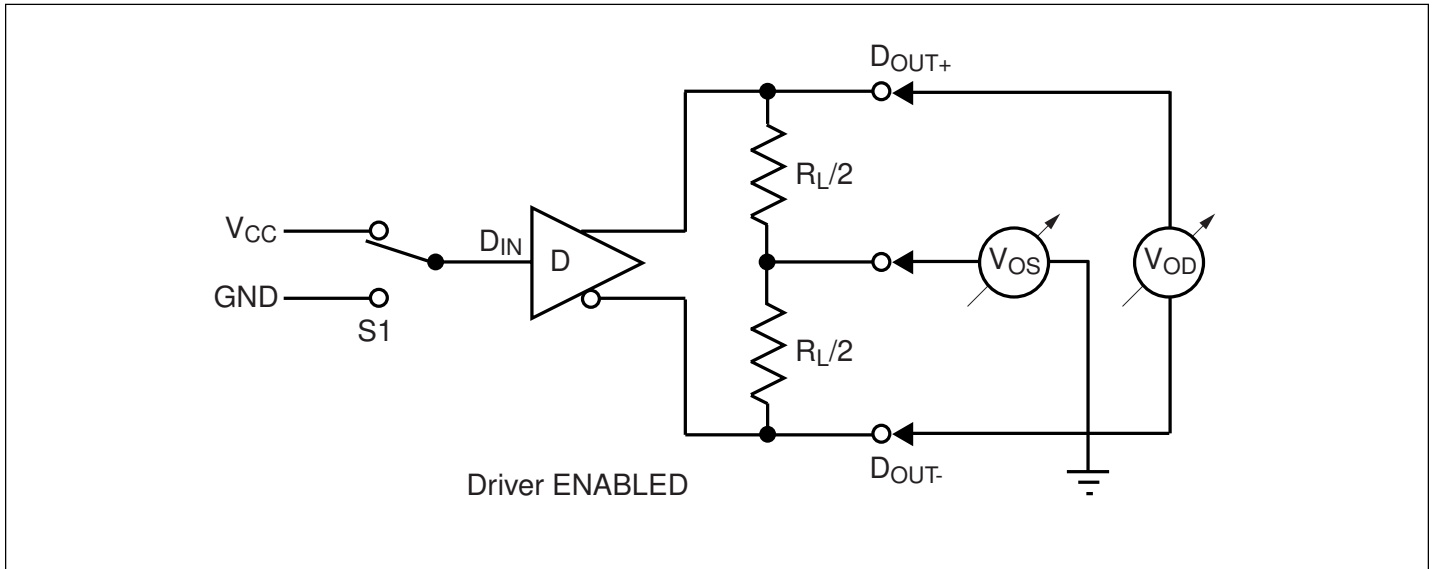 DOUT+
RL/2
VCC
DIN
D
VOS
VOD
GND
S1
RL/2
DOUT-
Driver ENABLED